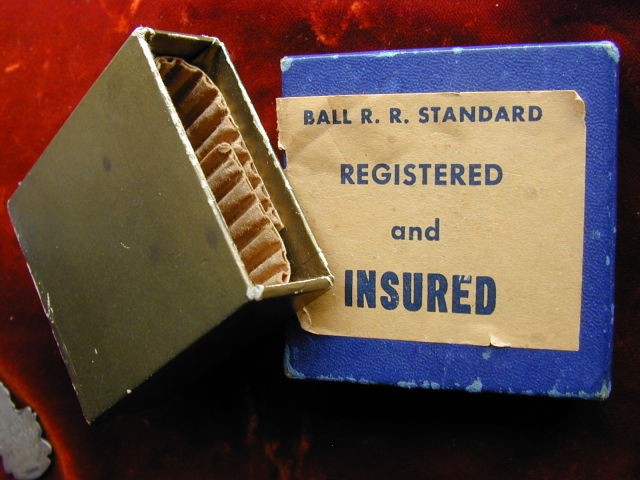 BALL R. R. STANDARD
REGISTERED
and
INSURED